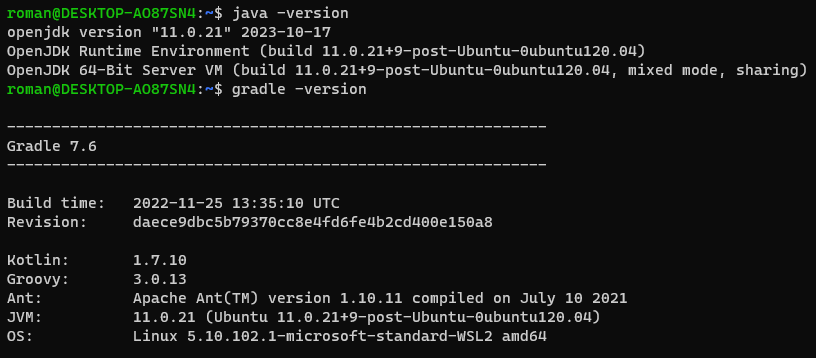 roman@DESKTOP-AO87SN4:~$ java -version
openjdk version "11.0.21" 2023-10-17
OpenJDK Runtime Environment (build 11.0.21+9-post-Ubuntu-0ubuntu120.04)
OpenJDK 64-Bit Server VM (build 11.0.21+9-post-Ubuntu-0ubuntu120.04, mixed mode, sharing)
roman@DESKTOP-AO87SN4:~$ gradle -version
------------------------------------------------------------
Gradle 7.6
------------------------------------------------------------
Build time:   2022-11-25 13:35:10 UTC
Revision:     daece9dbc5b79370cc8e4fd6fe4b2cd400e150a8
Kotlin:       1.7.10
Groovy:       3.0.13
Ant:          Apache Ant(TM) version 1.10.11 compiled on July 10 2021
JVM:          11.0.21 (Ubuntu 11.0.21+9-post-Ubuntu-0ubuntu120.04)
OS:           Linux 5.10.102.1-microsoft-standard-WSL2 amd64